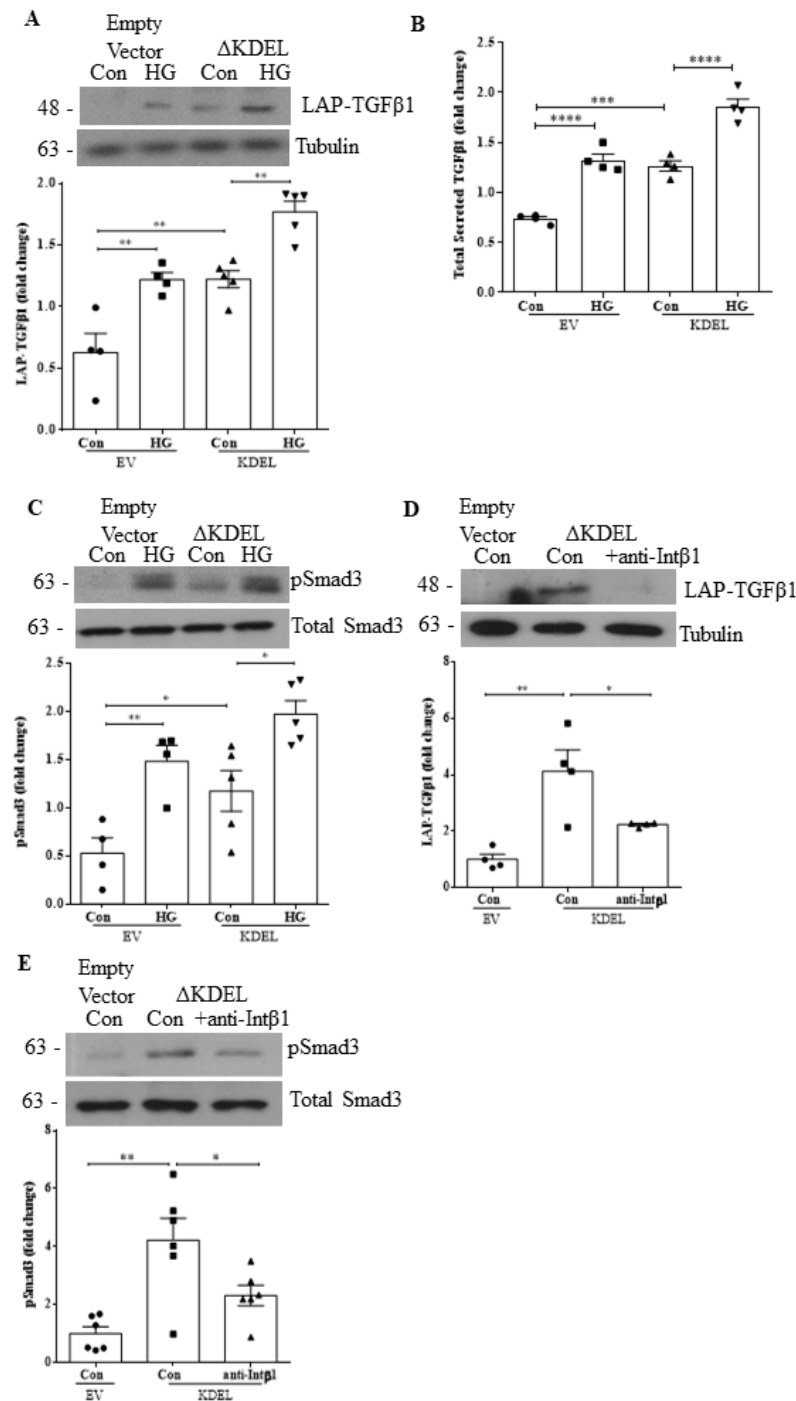 A
Empty
Vector ΔKDEL
Con HG Con HG
48 - LAP-TGFβ1
63 - Tubulin
LAP-TGFβ1 (fold change)
2.0
1.5
1.0
0.5
0.0
** ** **
Con HG Con HG
EV KDEL
B
Total Secreted TGFβ1 (fold change)
2.5
2.0
1.5
1.0
0.5
0.0
**** *** ****
Con HG Con HG
EV KDEL
C
Empty
Vector ΔKDEL
Con HG Con HG
63 - pSmad3
63 - Total Smad3
pSmad3 (fold change)
2.5
2.0
1.5
1.0
0.5
0.0
** * *
Con HG Con HG
EV KDEL
D
Empty
Vector ΔKDEL
Con Con +anti-Intβ1
48 - LAP-TGFβ1
63 - Tubulin
LAP-TGFβ1 (fold change)
8
6
4
2
0
** *
Con Con anti-Intβ1
EV KDEL
E
Empty
Vector ΔKDEL
Con Con +anti-Intβ1
63 - pSmad3
63 - Total Smad3
pSmad3 (fold change)
8
6
4
2
0
** *
Con Con anti-Intβ1
EV KDEL